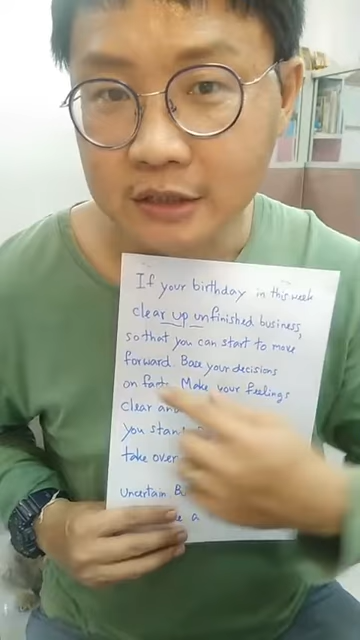 If your birthday in this week
clear up unfinished business,
so that you can start to move
forward. Base your decisions
on facts. Make your feelings
clear and
you stand
take over
Uncertain. B
a